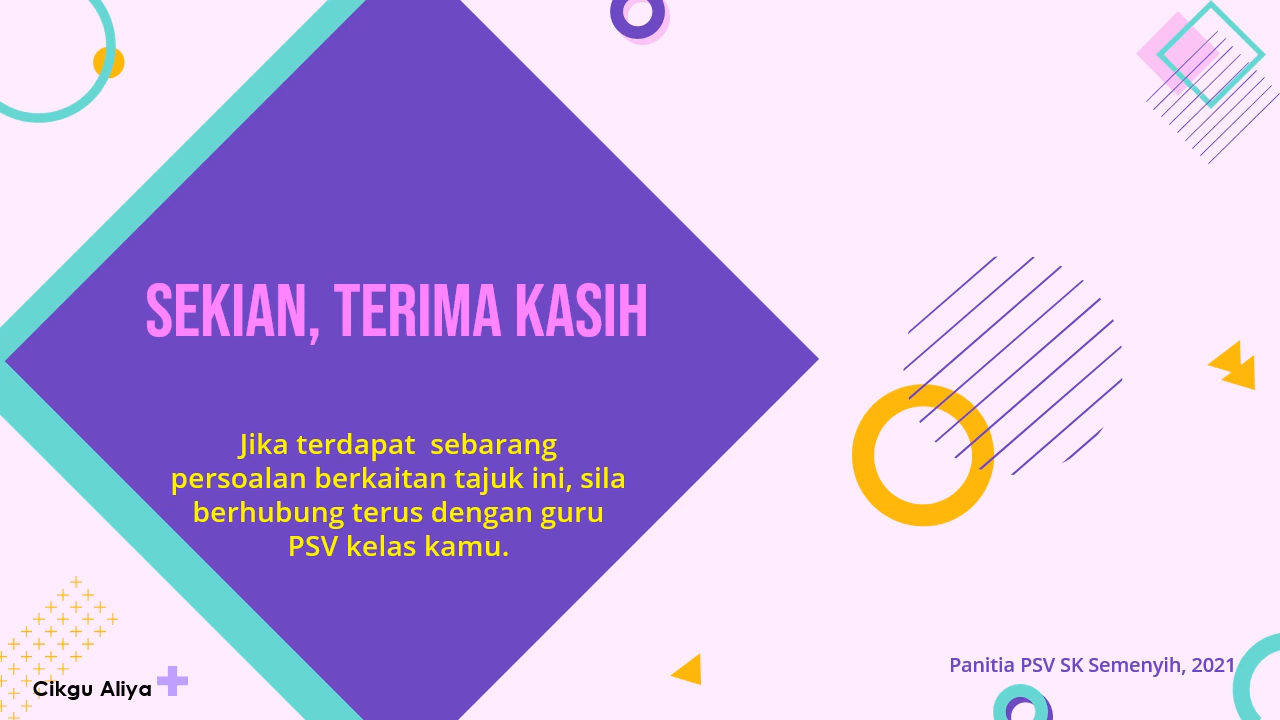 SEKIAN, TERIMA KASIH
Jika terdapat  sebarang
persoalan berkaitan tajuk ini, sila
berhubung terus dengan guru
PSV kelas kamu.
Panitia PSV SK Semenyih, 2021
Cikgu Aliya